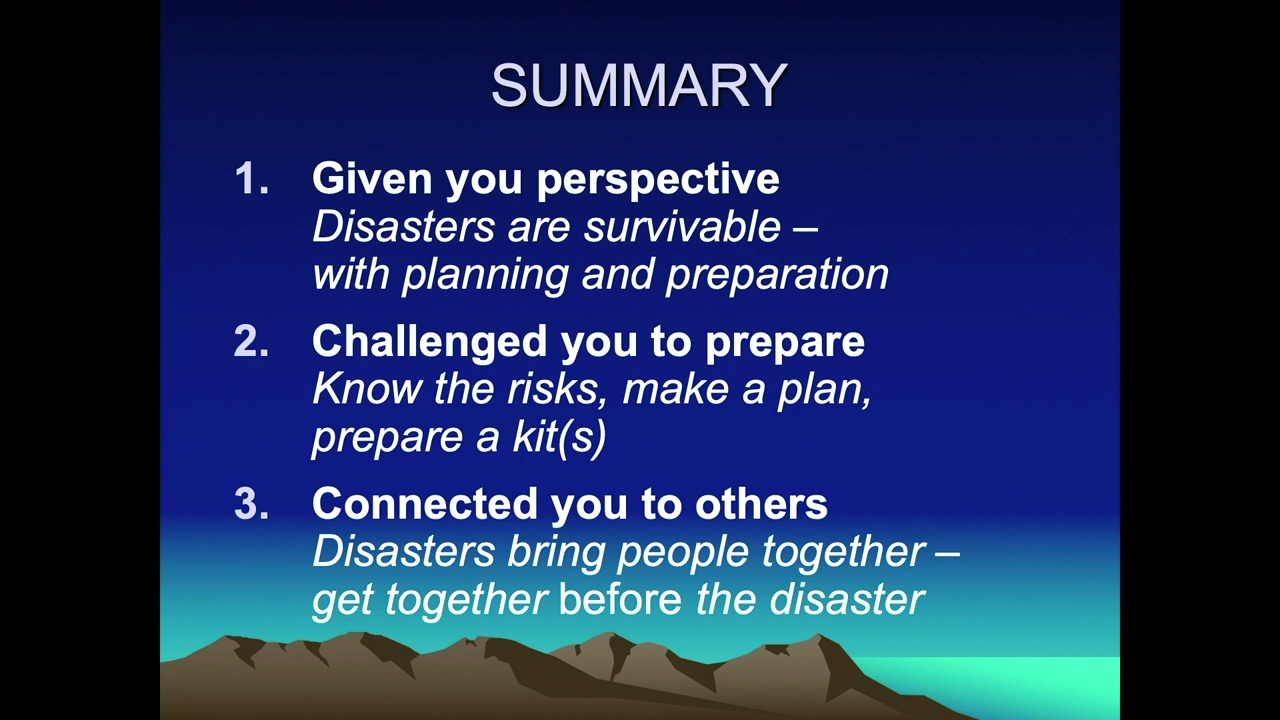 SUMMARY
1. Given you perspective
Disasters are survivable –
with planning and preparation
2. Challenged you to prepare
Know the risks, make a plan,
prepare a kit(s)
3. Connected you to others
Disasters bring people together –
get together before the disaster